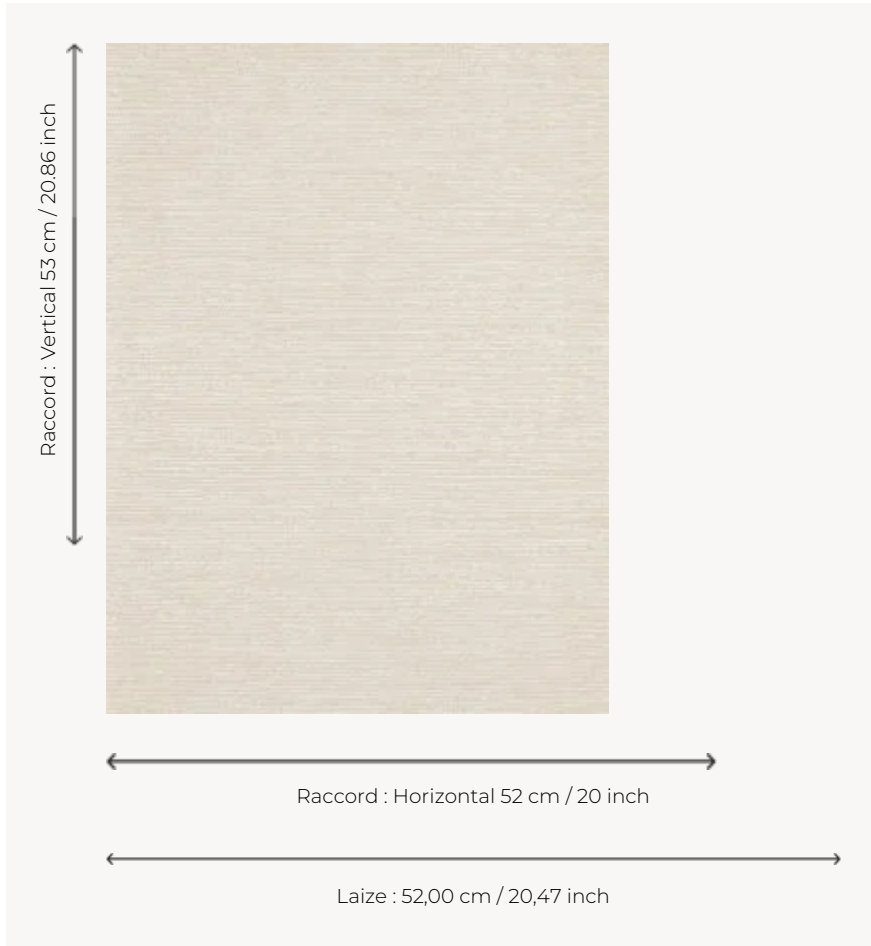 Raccord : Vertical 53 cm / 20.86 inch
Raccord : Horizontal 52 cm / 20 inch
Laize : 52,00 cm / 20,47 inch